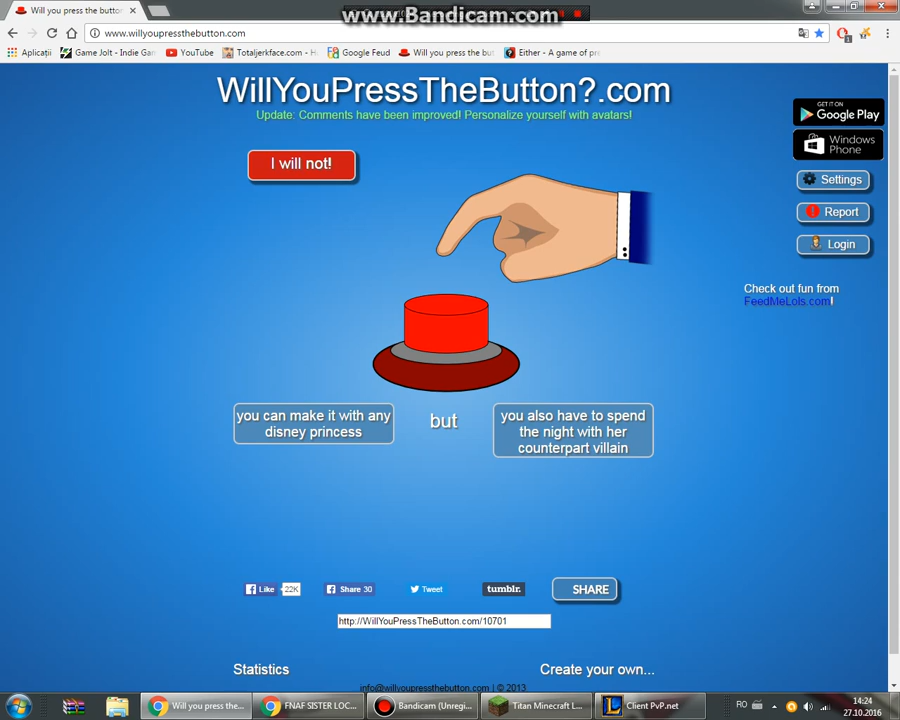 www.Bandicam.com
Will you press the button
www.willyoupressthebutton.com
Aplicații
Game Jolt - Indie Gam
YouTube
Totaljerkface.com - H
Google Feud
Will you press the but
Either - A game of pre
WillYouPressTheButton?.com
Update: Comments have been improved! Personalize yourself with avatars!
I will not!
GET IT ON
Google Play
Windows
Phone
Settings
Report
Login
Check out fun from
FeedMeLols.com!
you can make it with any
disney princess
but
you also have to spend
the night with her
counterpart villain
Like
22K
Share 30
Tweet
tumblr.
SHARE
http://WillYouPressTheButton.com/10701
Statistics
Create your own...
info@willyoupressthebutton.com | © 2013
Will you press the...
FNAF SISTER LOC...
Bandicam (Unregi...
Titan Minecraft L...
Client PvP.net
RO
14:24
27.10.2016